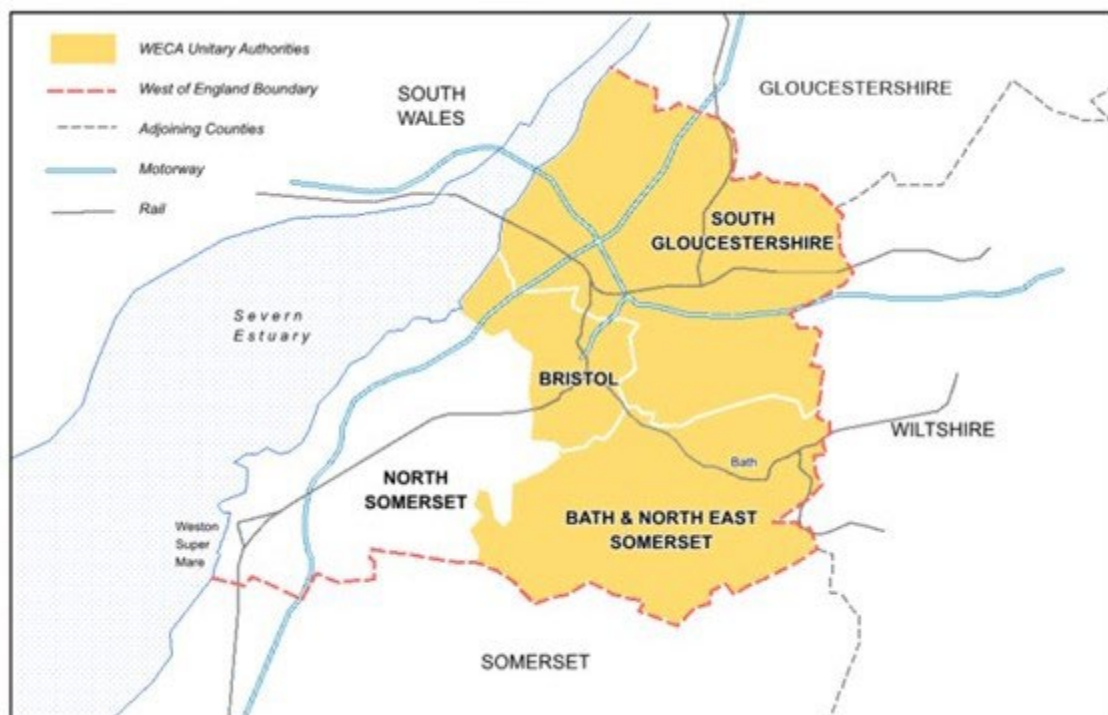 WECA Unitary Authorities
West of England Boundary
Adjoining Counties
Motorway
Rail
SOUTH
WALES
GLOUCESTERSHIRE
SOUTH
GLOUCESTERSHIRE
Severn
Estuary
BRISTOL
WILTSHIRE
Bath
NORTH
SOMERSET
BATH & NORTH EAST
SOMERSET
Weston
Super
Mare
SOMERSET